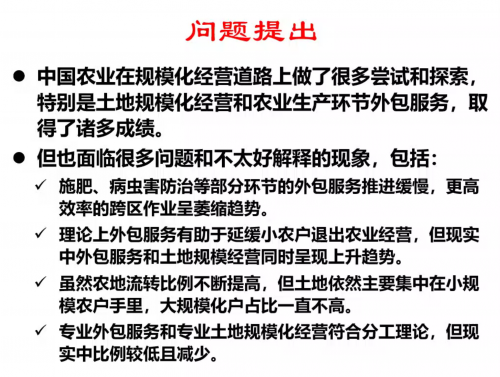 问题提出
● 中国农业在规模化经营道路上做了很多尝试和探索，
特别是土地规模化经营和农业生产环节外包服务，取
得了诸多成绩。
● 但也面临很多问题和不太好解释的现象，包括：
✓ 施肥、病虫害防治等部分环节的外包服务推进缓慢，更高
效率的跨区作业呈萎缩趋势。
✓ 理论上外包服务有助于延缓小农户退出农业经营，但现实
中外包服务和土地规模经营同时呈现上升趋势。
✓ 虽然农地流转比例不断提高，但土地依然主要集中在小规
模农户手里，大规模化户占比一直不高。
✓ 专业外包服务和专业土地规模化经营符合分工理论，但现
实中比例较低且减少。